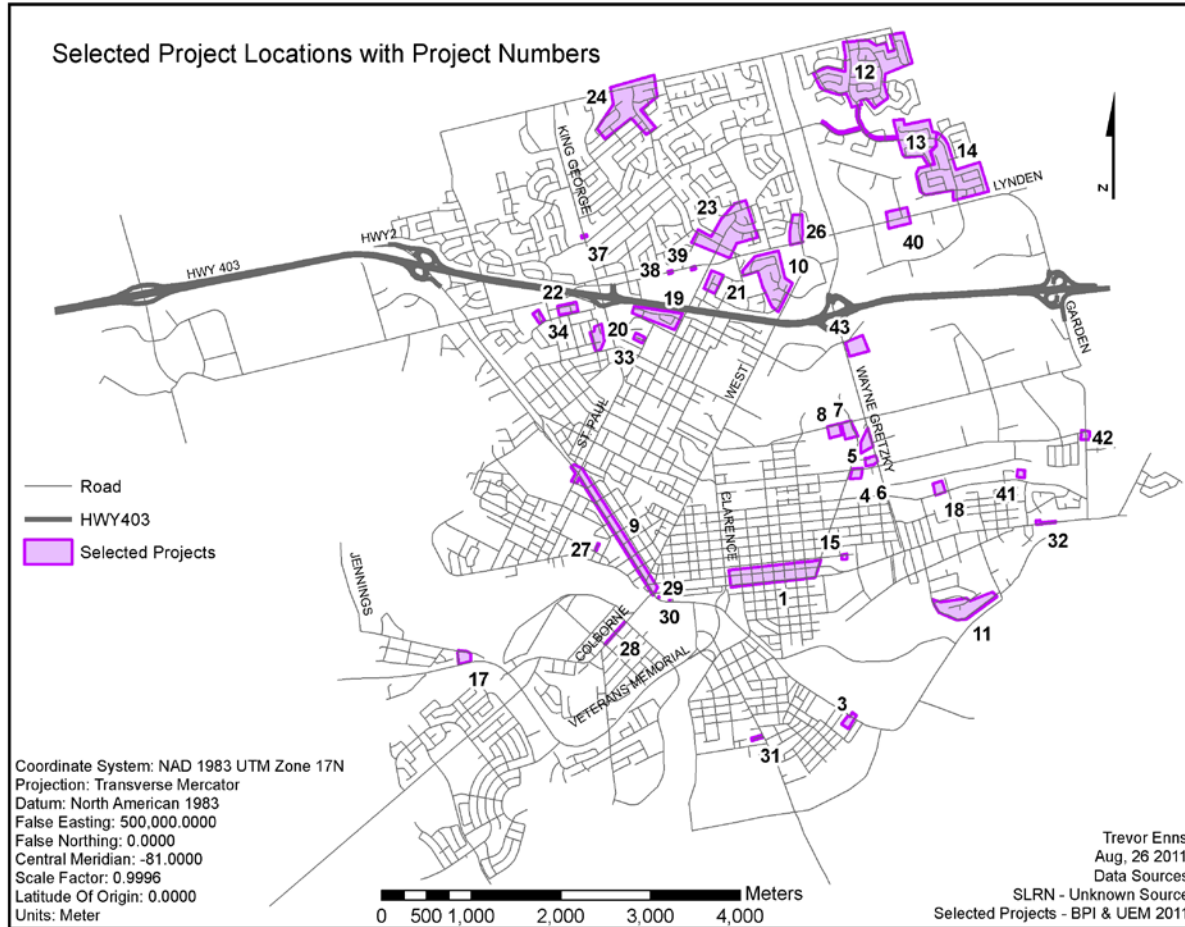 Selected Project Locations with Project Numbers
12
24
KING GEORGE
13
14
LYNDEN
Z
23
26
40
HWY2
37
39
38
10
HWY 403
22
19
21
34
20
33
43
GARDEN
WEST
WAYNE GRETZKY
ST. PAUL
8
7
42
5
4
6
41
18
Road
HWY403
Selected Projects
CLARENCE
9
27
15
32
JENNINGS
29
30
1
11
COLBORNE
28
17
VETERANS MEMORIAL
3
31
Coordinate System: NAD 1983 UTM Zone 17N
Projection: Transverse Mercator
Datum: North American 1983
False Easting: 500,000.0000
False Northing: 0.0000
Central Meridian: -81.0000
Scale Factor: 0.9996
Latitude Of Origin: 0.0000
Units: Meter
Meters
0 500 1,000 2,000 3,000 4,000
Trevor Enns
Aug, 26 2011
Data Sources
SLRN - Unknown Source
Selected Projects - BPI & UEM 2011